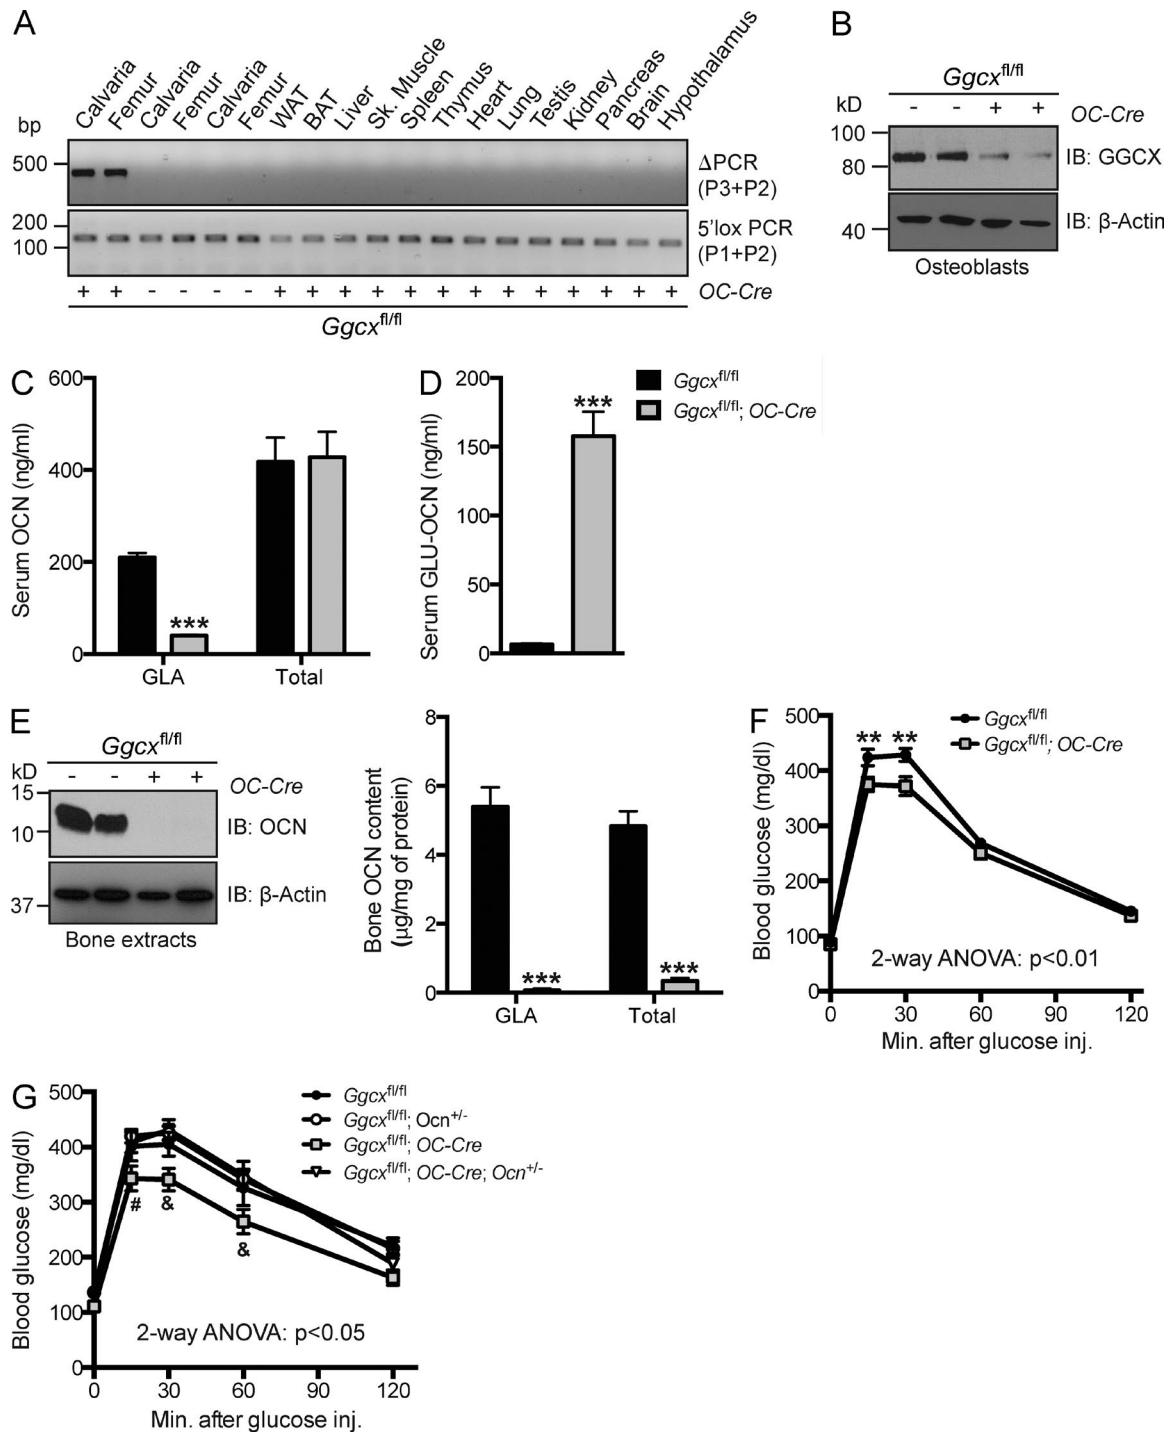 A
Calvaria
Femur
Calvaria
Femur
Calvaria
Femur
WAT
BAT
Liver
Sk. Muscle
Spleen
Thymus
Heart
Lung
Testis
Kidney
Pancreas
Brain
Hypothalamus
bp
500
200
100
ΔPCR
(P3+P2)
5'lox PCR
(P1+P2)
+ + - - - - + + + + + + + + + + + + + OC-Cre
Ggcx^fl/fl
B
Ggcx^fl/fl
kD
- - + + OC-Cre
100
80
IB: GGCX
40
IB: β-Actin
Osteoblasts
C
Serum OCN (ng/ml)
600
400
200
0
***
GLA
Total
D
Serum GLU-OCN (ng/ml)
200
150
100
50
0
***
Ggcx^fl/fl
Ggcx^fl/fl; OC-Cre
E
Ggcx^fl/fl
kD
- - + + OC-Cre
15
10
IB: OCN
37
IB: β-Actin
Bone extracts
Bone OCN content
(μg/mg of protein)
8
6
4
2
0
***
***
GLA
Total
F
Blood glucose (mg/dl)
500
400
300
200
100
0
** **
Ggcx^fl/fl
Ggcx^fl/fl; OC-Cre
2-way ANOVA: p<0.01
0 30 60 90 120
Min. after glucose inj.
G
Blood glucose (mg/dl)
500
400
300
200
100
0
Ggcx^fl/fl
Ggcx^fl/fl; Ocn^+/-
Ggcx^fl/fl; OC-Cre
Ggcx^fl/fl; OC-Cre; Ocn^+/-
# &
&
2-way ANOVA: p<0.05
0 30 60 90 120
Min. after glucose inj.